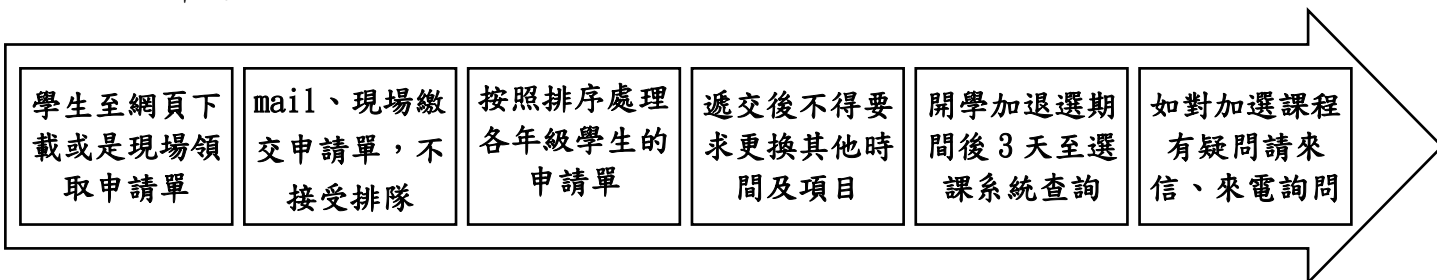 學生至網頁下
載或是現場領
取申請單
mail、現場繳
交申請單，不
接受排隊
按照排序處理
各年級學生的
申請單
遞交後不得要
求更換其他時
間及項目
開學加退選期
間後 3 天至選
課系統查詢
如對加選課程
有疑問請來
信、來電詢問